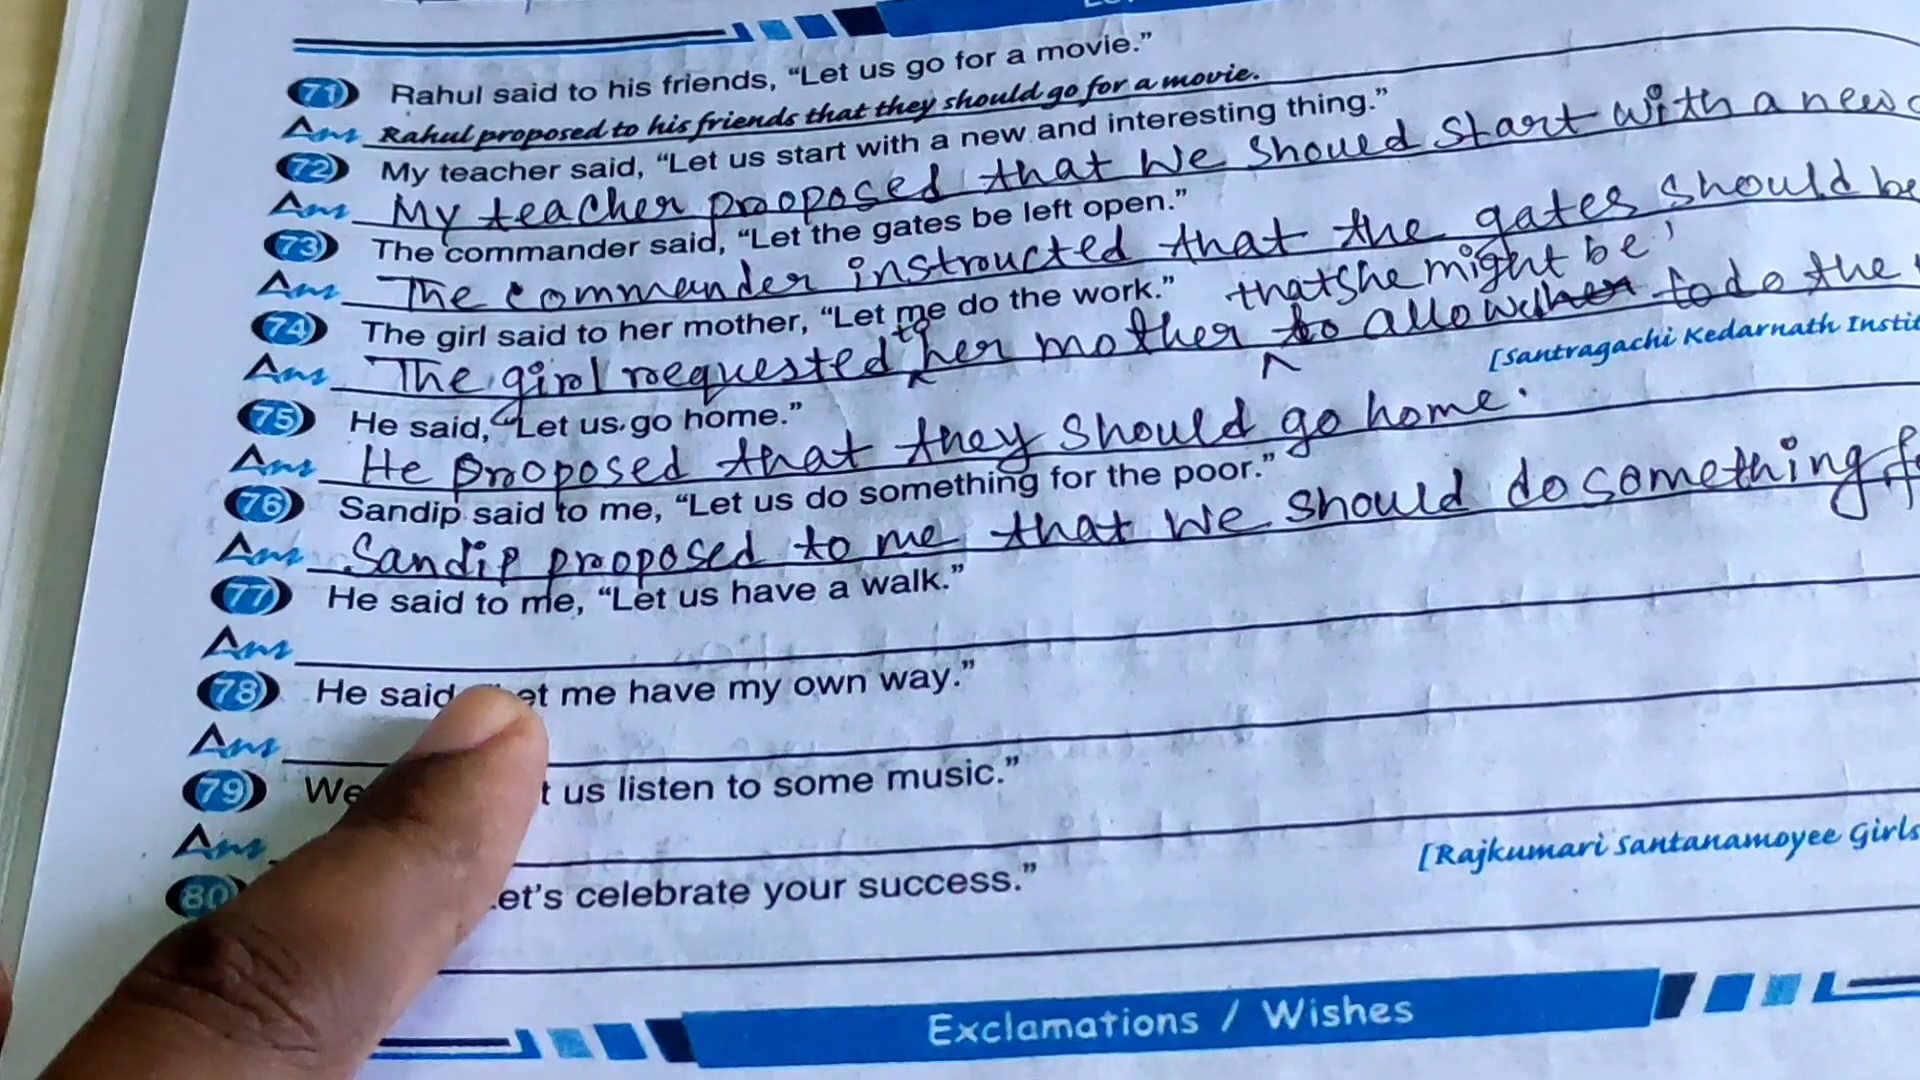 71 Rahul said to his friends, “Let us go for a movie.”
Ans Rahul proposed to his friends that they should go for a movie.
72 My teacher said, “Let us start with a new and interesting thing.”
Ans My teacher proposed that we should start with a new
73 The commander said, “Let the gates be left open.”
Ans The commander instructed that the gates should be
74 The girl said to her mother, “Let me do the work.”
that she might be
Ans The girl requested to her mother to allowed her to do the
[Santragachi Kedarnath Instit
75 He said, “Let us go home.”
Ans He proposed that they should go home.
76 Sandip said to me, “Let us do something for the poor.”
Ans Sandip proposed to me that we should do something f
77 He said to me, “Let us have a walk.”
Ans
78 He said et me have my own way.”
Ans
79 We t us listen to some music.”
Ans
[Rajkumari Santanamoyee Girls
80 et’s celebrate your success.”
Exclamations / Wishes